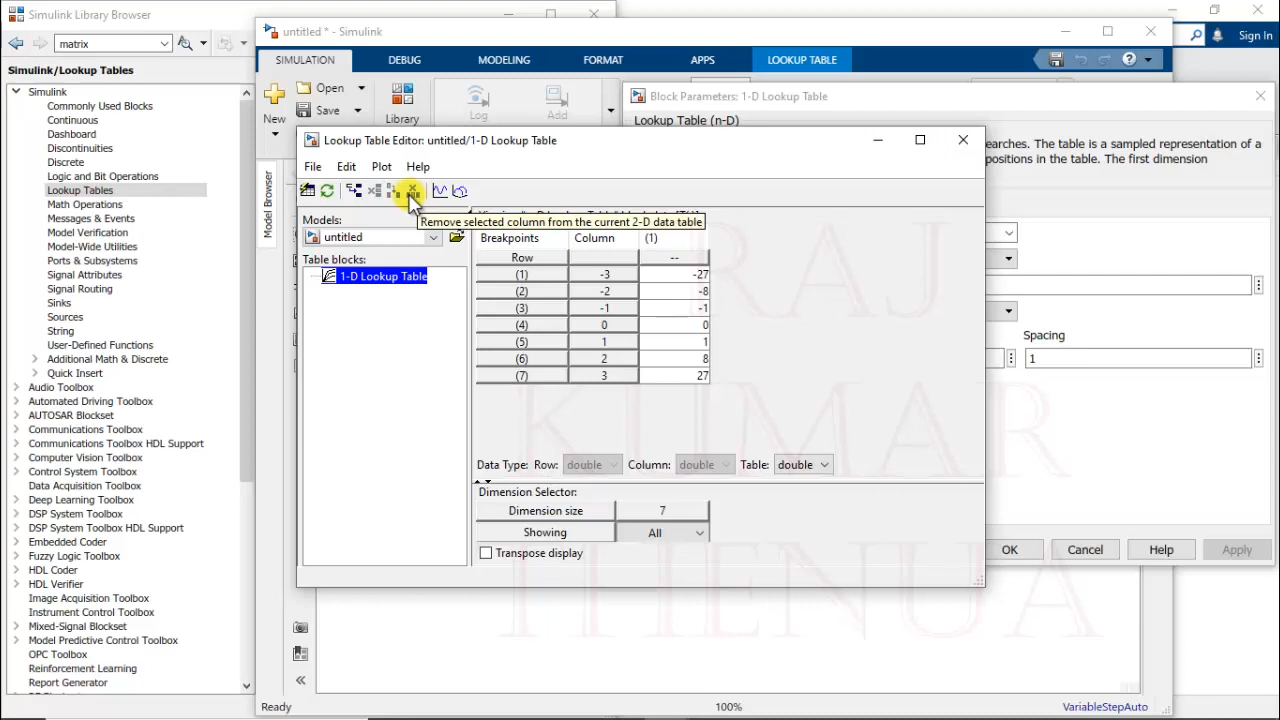 Simulink Library Browser
matrix
Simulink/Lookup Tables
Simulink
Commonly Used Blocks
Continuous
Dashboard
Discontinuities
Discrete
Logic and Bit Operations
Lookup Tables
Math Operations
Messages & Events
Model Verification
Model-Wide Utilities
Ports & Subsystems
Signal Attributes
Signal Routing
Sinks
Sources
String
User-Defined Functions
Additional Math & Discrete
Quick Insert
Audio Toolbox
Automated Driving Toolbox
AUTOSAR Blockset
Communications Toolbox
Communications Toolbox HDL Support
Computer Vision Toolbox
Control System Toolbox
Data Acquisition Toolbox
Deep Learning Toolbox
DSP System Toolbox
DSP System Toolbox HDL Support
Embedded Coder
Fuzzy Logic Toolbox
HDL Coder
HDL Verifier
Image Acquisition Toolbox
Instrument Control Toolbox
Mixed-Signal Blockset
Model Predictive Control Toolbox
OPC Toolbox
Reinforcement Learning
Report Generator
untitled * - Simulink
Sign In
SIMULATION DEBUG MODELING FORMAT APPS LOOKUP TABLE
New
Open
Save
Library
Log
Add
Model Browser
Block Parameters: 1-D Lookup Table
Lookup Table (n-D)
earches. The table is a sampled representation of a
positions in the table. The first dimension
Spacing
1
OK Cancel Help Apply
Lookup Table Editor: untitled/1-D Lookup Table
File Edit Plot Help
Remove selected column from the current 2-D data table
Models:
untitled
Table blocks:
1-D Lookup Table
Breakpoints Column (1)
Row --
(1) -3 -27
(2) -2 -8
(3) -1 -1
(4) 0 0
(5) 1 1
(6) 2 8
(7) 3 27
Data Type: Row: double Column: double Table: double
Dimension Selector:
Dimension size 7
Showing All
Transpose display
RAJ
KUMAR
THENUA
Ready 100% VariableStepAuto